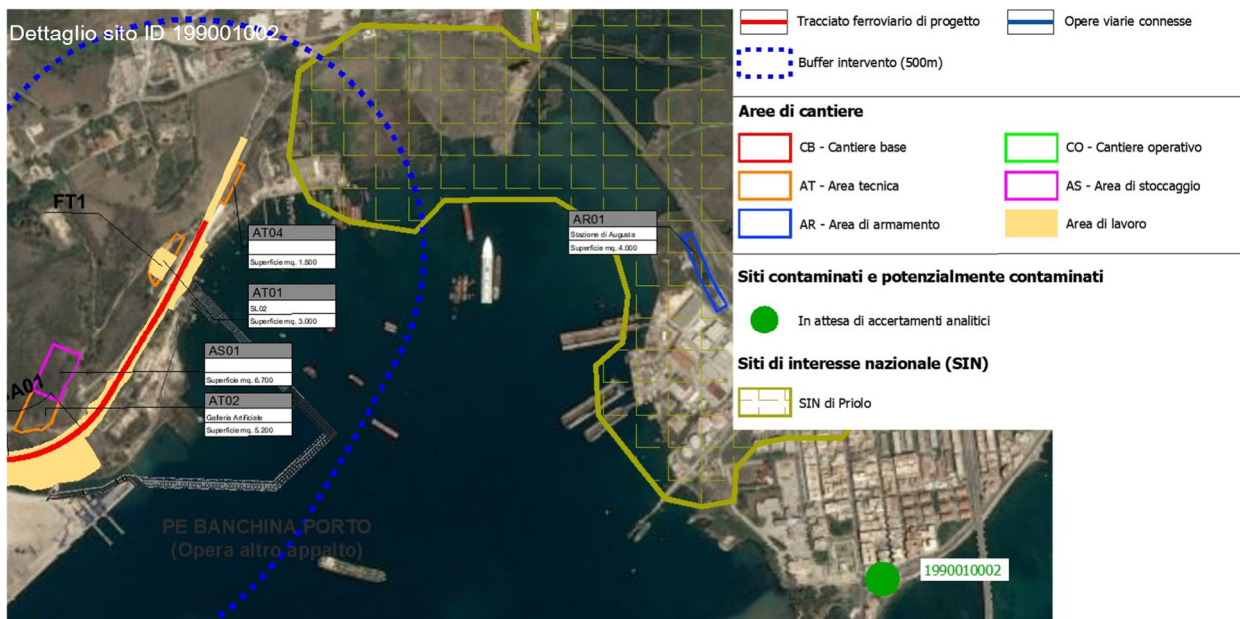 Dettaglio sito ID 199001002
FT1
AT04
Superficie mq. 1.500
AT01
SL02
Superficie mq. 3.000
AS01
Superficie mq. 6.700
AT02
Galleria Artificiale
Superficie mq. 5.200
A01
PE BANCHINA PORTO
(Opera altro appalto)
AR01
Stazione di Augusta
Superficie mq. 4.000
1990010002
Tracciato ferroviario di progetto
Opere viarie connesse
Buffer intervento (500m)
Aree di cantiere
CB - Cantiere base
CO - Cantiere operativo
AT - Area tecnica
AS - Area di stoccaggio
AR - Area di armamento
Area di lavoro
Siti contaminati e potenzialmente contaminati
In attesa di accertamenti analitici
Siti di interesse nazionale (SIN)
SIN di Priolo